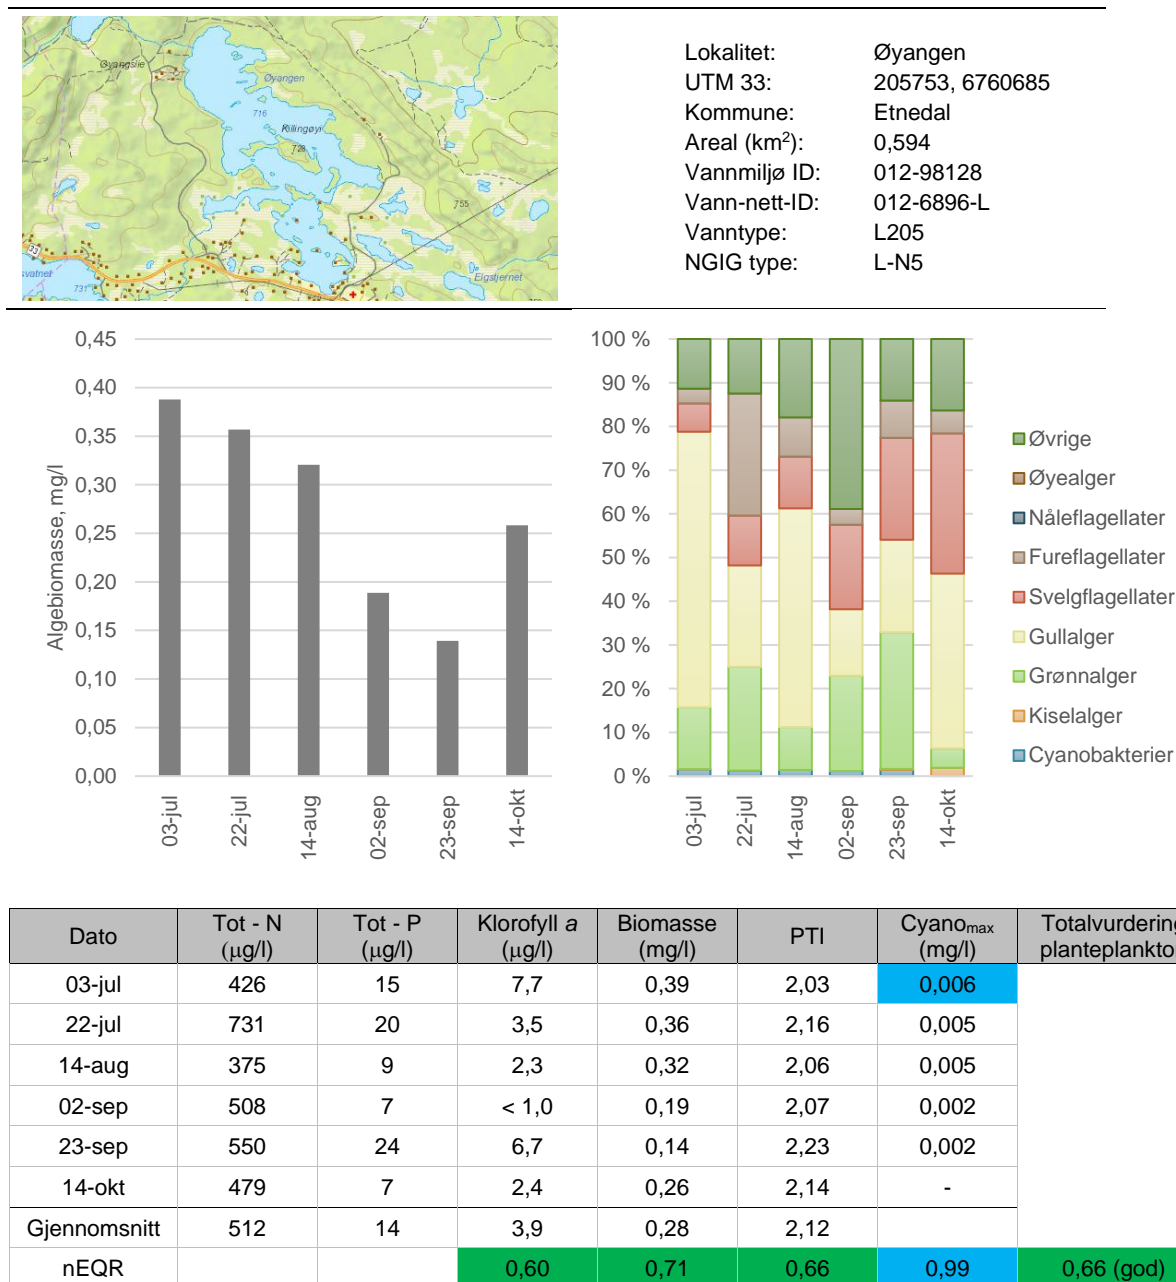 Øyangslie
Øyangen
716
Killingøyi
728
755
33
svatnet
731
Elgstjernet
Lokalitet: Øyangen
UTM 33: 205753, 6760685
Kommune: Etnedal
Areal (km²): 0,594
Vannmiljø ID: 012-98128
Vann-nett-ID: 012-6896-L
Vanntype: L205
NGIG type: L-N5
Algebiomasse, mg/l
0,45
0,40
0,35
0,30
0,25
0,20
0,15
0,10
0,05
0,00
03-jul 22-jul 14-aug 02-sep 23-sep 14-okt
100 %
90 %
80 %
70 %
60 %
50 %
40 %
30 %
20 %
10 %
0 %
03-jul 22-jul 14-aug 02-sep 23-sep 14-okt
Øvrige
Øyealger
Nåleflagellater
Fureflagellater
Svelgflagellater
Gullalger
Grønnalger
Kiselalger
Cyanobakterier
Dato Tot - N (µg/l) Tot - P (µg/l) Klorofyll a (µg/l) Biomasse (mg/l) PTI Cyanomax (mg/l) Totalvurdering planteplankto
03-jul 426 15 7,7 0,39 2,03 0,006
22-jul 731 20 3,5 0,36 2,16 0,005
14-aug 375 9 2,3 0,32 2,06 0,005
02-sep 508 7 < 1,0 0,19 2,07 0,002
23-sep 550 24 6,7 0,14 2,23 0,002
14-okt 479 7 2,4 0,26 2,14 -
Gjennomsnitt 512 14 3,9 0,28 2,12
nEQR 0,60 0,71 0,66 0,99 0,66 (god)